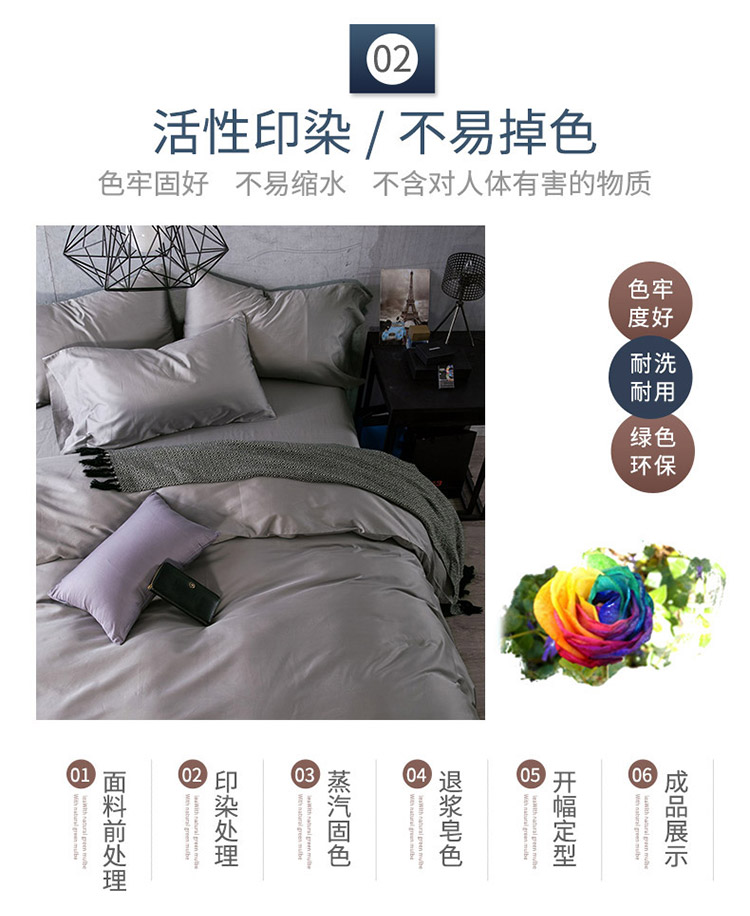 02
活性印染 / 不易掉色
色牢固好 不易缩水 不含对人体有害的物质
色牢
度好
耐洗
耐用
绿色
环保
01
面料前处理
02
印染处理
03
蒸汽固色
04
退浆皂色
05
开幅定型
06
成品展示